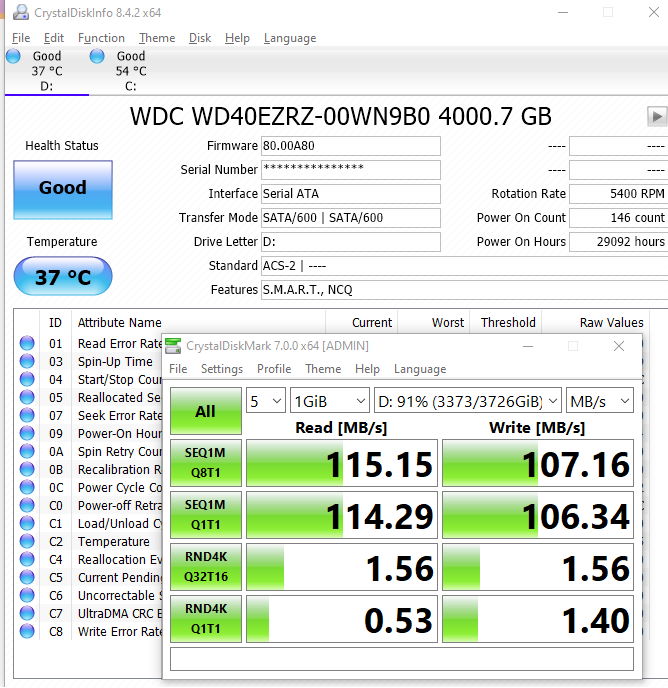 CrystalDiskInfo 8.4.2 x64
File Edit Function Theme Disk Help Language
Good Good
37 °C 54 °C
D: C:
WDC WD40EZRZ-00WN9B0 4000.7 GB
Health Status
Good
Temperature
37 °C
Firmware 80.00A80 ---- ----
Serial Number *************** ---- ----
Interface Serial ATA Rotation Rate 5400 RPM
Transfer Mode SATA/600 | SATA/600 Power On Count 146 count
Drive Letter D: Power On Hours 29092 hours
Standard ACS-2 | ----
Features S.M.A.R.T., NCQ
ID Attribute Name Current Worst Threshold Raw Values
01 Read Error Rate
03 Spin-Up Time
04 Start/Stop Cou
05 Reallocated Se
07 Seek Error Rate
09 Power-On Hour
0A Spin Retry Coun
0B Recalibration R
0C Power Cycle Co
C0 Power-off Retra
C1 Load/Unload C
C2 Temperature
C4 Reallocation Ev
C5 Current Pending
C6 Uncorrectable S
C7 UltraDMA CRC E
C8 Write Error Rate
CrystalDiskMark 7.0.0 x64 [ADMIN]
File Settings Profile Theme Help Language
All 5 1GiB D: 91% (3373/3726GiB) MB/s
Read [MB/s] Write [MB/s]
SEQ1M
Q8T1
115.15 107.16
SEQ1M
Q1T1
114.29 106.34
RND4K
Q32T16
1.56 1.56
RND4K
Q1T1
0.53 1.40